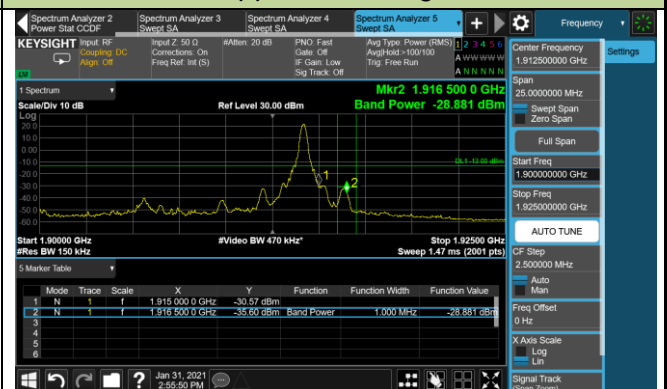 Spectrum Analyzer 2
Power Stat CCDF
Spectrum Analyzer 3
Swept SA
Spectrum Analyzer 4
Swept SA
Spectrum Analyzer 5
Swept SA
Frequency
KEYSIGHT
Input: RF
Coupling: DC
Align: Off
Input Z: 50 Ω
Corrections: On
Freq Ref: Int (S)
#Atten: 20 dB
PNO: Fast
Gate: Off
IF Gain: Low
Sig Track: Off
Avg Type: Power (RMS)
Avg|Hold:>100/100
Trig: Free Run
1 2 3 4 5 6
A W W W W W
A N N N N N
1 Spectrum
Scale/Div 10 dB
Ref Level 30.00 dBm
Mkr2 1.916 500 0 GHz
Band Power -28.881 dBm
Log
20.0
10.0
0.00
-10.0
-20.0
-30.0
-40.0
-50.0
-60.0
DL1 -13.00 dBm
1
2
Start 1.90000 GHz
#Video BW 470 kHz*
Stop 1.92500 GHz
#Res BW 150 kHz
Sweep 1.47 ms (2001 pts)
5 Marker Table
Mode Trace Scale X Y Function Function Width Function Value
1 N 1 f 1.915 000 0 GHz -30.57 dBm
2 N 1 f 1.916 500 0 GHz -35.60 dBm Band Power 1.000 MHz -28.881 dBm
3
4
5
6
Jan 31, 2021
2:55:50 PM
Settings
Center Frequency
1.912500000 GHz
Span
25.0000000 MHz
Swept Span
Zero Span
Full Span
Start Freq
1.900000000 GHz
Stop Freq
1.925000000 GHz
AUTO TUNE
CF Step
2.500000 MHz
Auto
Man
Freq Offset
0 Hz
X Axis Scale
Log
Lin
Signal Track
(Span Zoom)